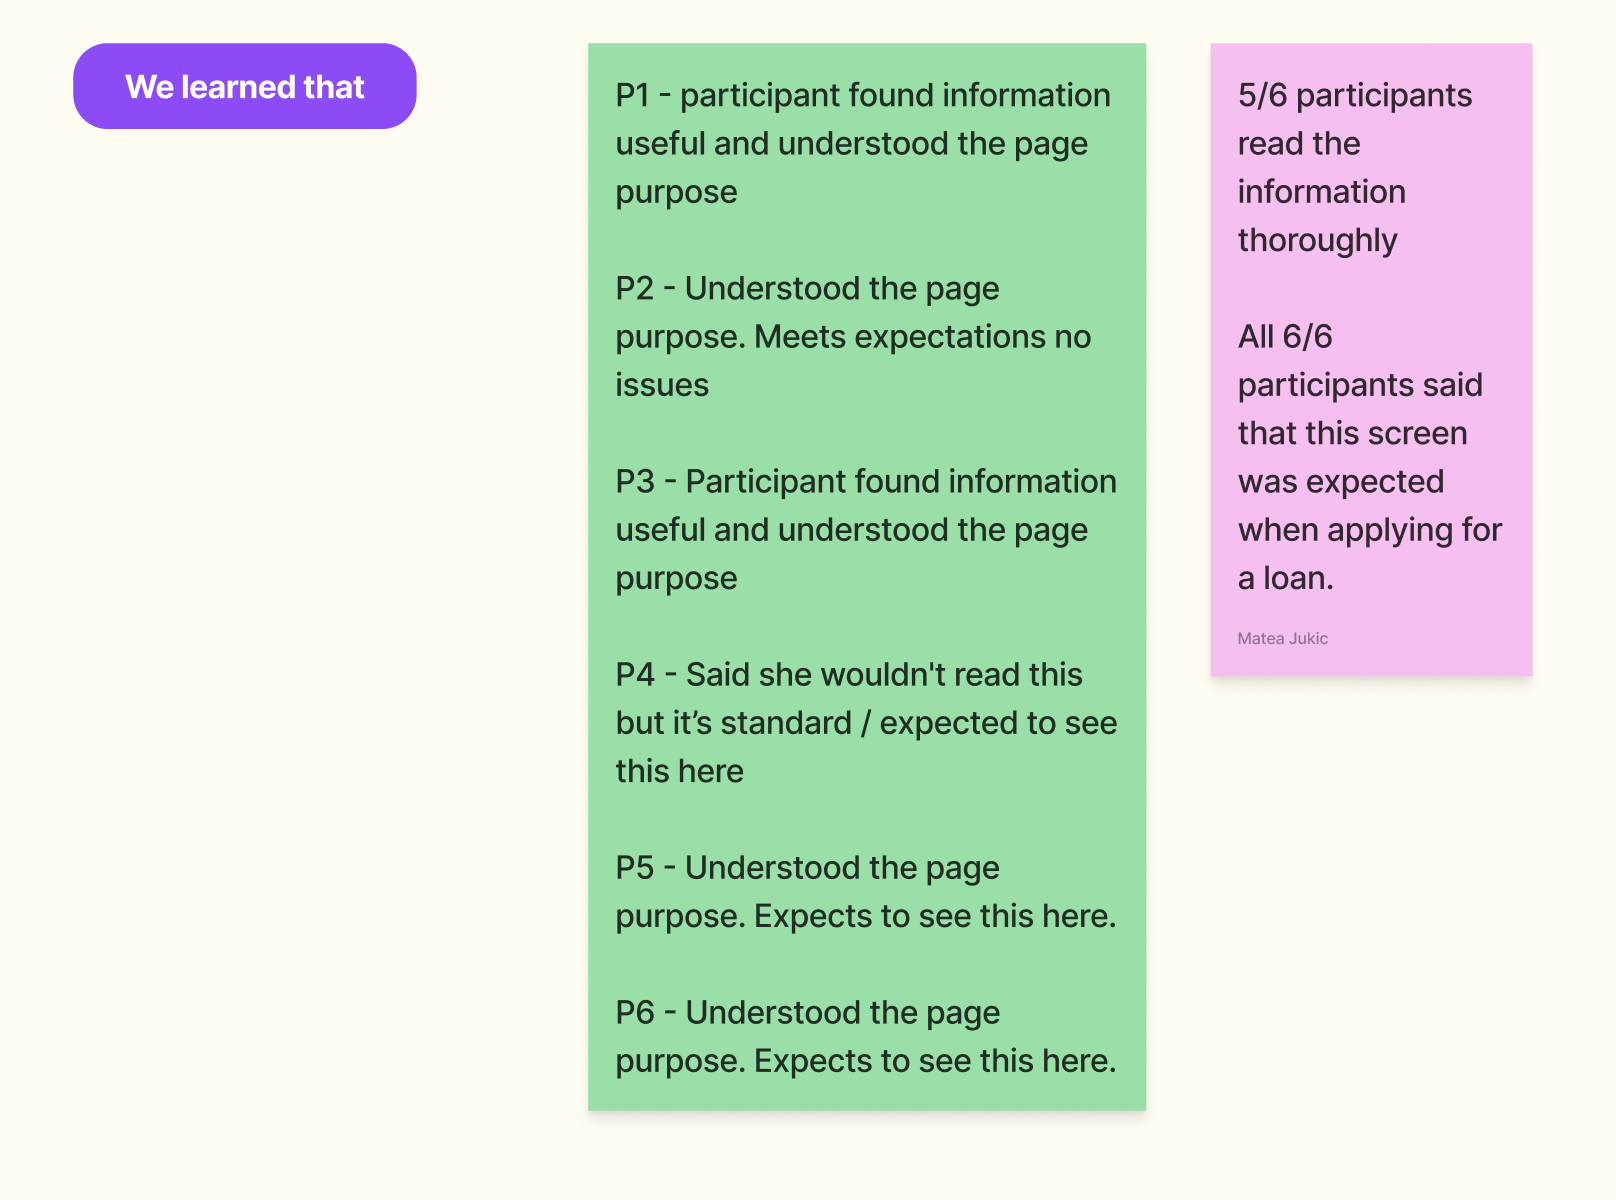 We learned that
P1 - participant found information
useful and understood the page
purpose
P2 - Understood the page
purpose. Meets expectations no
issues
P3 - Participant found information
useful and understood the page
purpose
P4 - Said she wouldn't read this
but it’s standard / expected to see
this here
P5 - Understood the page
purpose. Expects to see this here.
P6 - Understood the page
purpose. Expects to see this here.
5/6 participants
read the
information
thoroughly
All 6/6
participants said
that this screen
was expected
when applying for
a loan.
Matea Jukic